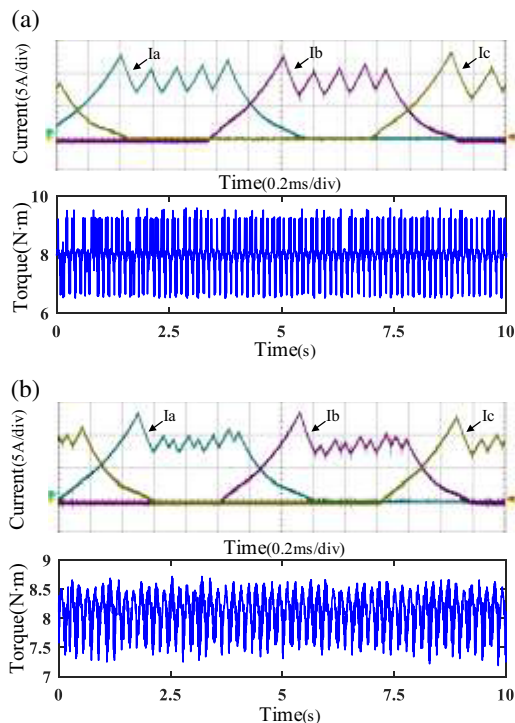 (a)
Ia
Ib
Ic
Current(5A/div)
Time(0.2ms/div)
Torque(N·m)
10
8
6
0
2.5
5
7.5
10
Time(s)
(b)
Ia
Ib
Ic
Current(5A/div)
Time(0.2ms/div)
Torque(N·m)
9
8.5
8
7.5
7
0
2.5
5
7.5
10
Time(s)